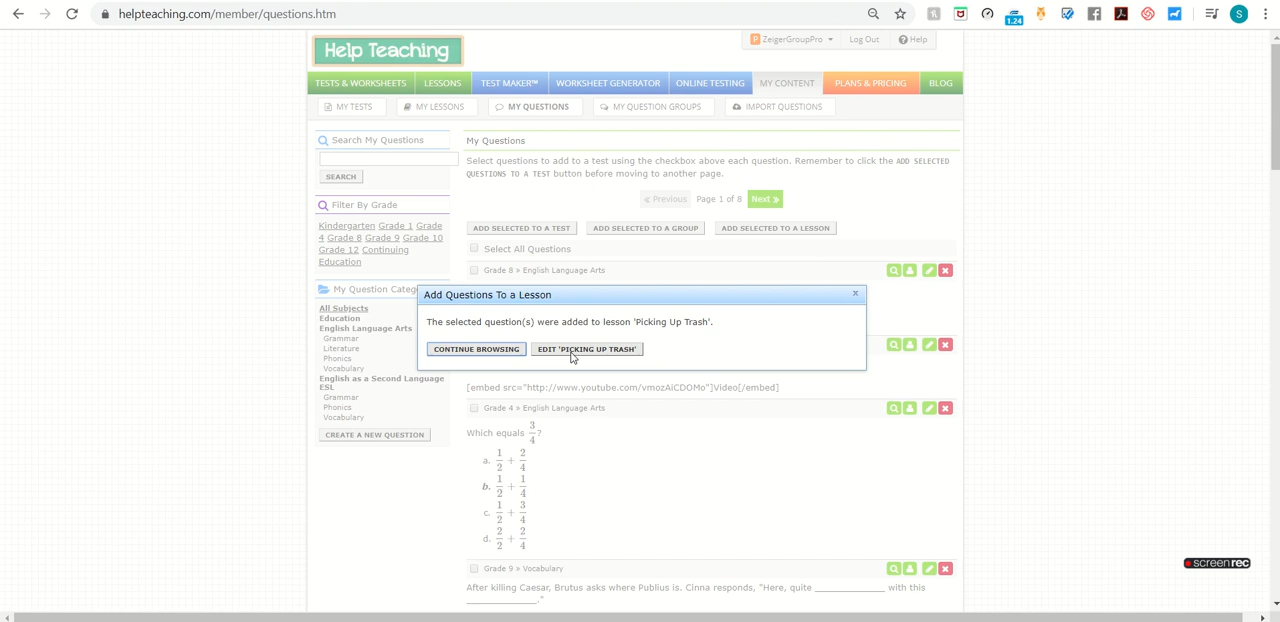 helpteaching.com/member/questions.htm
1.24
S
Help Teaching
ZeigerGroupPro
Log Out
Help
TESTS & WORKSHEETS
LESSONS
TEST MAKER™
WORKSHEET GENERATOR
ONLINE TESTING
MY CONTENT
PLANS & PRICING
BLOG
MY TESTS
MY LESSONS
MY QUESTIONS
MY QUESTION GROUPS
IMPORT QUESTIONS
Search My Questions
SEARCH
Filter By Grade
Kindergarten Grade 1 Grade
4 Grade 8 Grade 9 Grade 10
Grade 12 Continuing
Education
My Question Categ
All Subjects
Education
English Language Arts
Grammar
Literature
Phonics
Vocabulary
English as a Second Language
ESL
Grammar
Phonics
Vocabulary
CREATE A NEW QUESTION
My Questions
Select questions to add to a test using the checkbox above each question. Remember to click the ADD SELECTED
QUESTIONS TO A TEST button before moving to another page.
« Previous Page 1 of 8 Next »
ADD SELECTED TO A TEST
ADD SELECTED TO A GROUP
ADD SELECTED TO A LESSON
Select All Questions
Grade 8 » English Language Arts
Add Questions To a Lesson
x
The selected question(s) were added to lesson 'Picking Up Trash'.
CONTINUE BROWSING
EDIT 'PICKING UP TRASH'
[embed src="http://www.youtube.com/vmozAiCDOMo"]Video[/embed]
Grade 4 » English Language Arts
Which equals 3/4?
a. 1/2 + 2/4
b. 1/2 + 1/4
c. 1/2 + 3/4
d. 2/2 + 2/4
Grade 9 » Vocabulary
After killing Caesar, Brutus asks where Publius is. Cinna responds, "Here, quite ______________ with this
______________."
screenrec